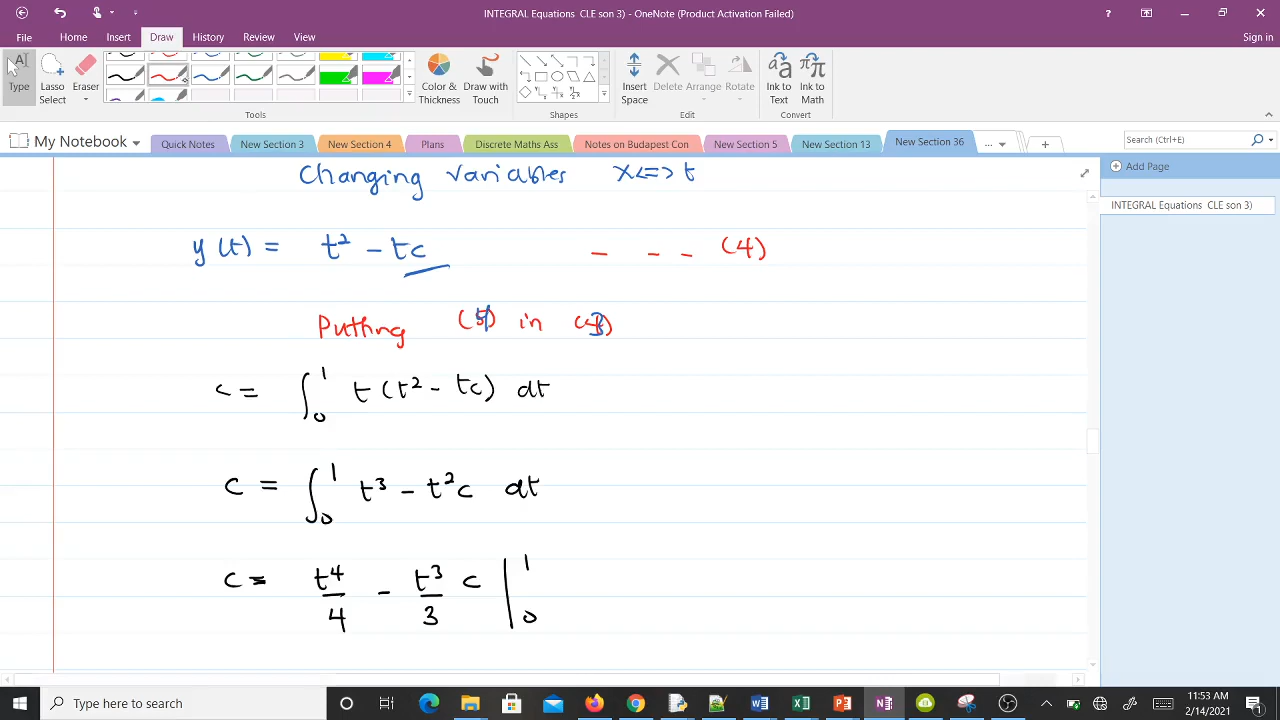 INTEGRAL Equations CLE son 3) - OneNote (Product Activation Failed)
File Home Insert Draw History Review View Sign in
Type
Lasso Select
Eraser
Color & Thickness
Draw with Touch
Insert Space
Delete Arrange Rotate
Ink to Text
Ink to Math
Tools Shapes Edit Convert
My Notebook Quick Notes New Section 3 New Section 4 Plans Discrete Maths Ass Notes on Budapest Con New Section 5 New Section 13 New Section 36 ... + Search (Ctrl+E)
Add Page
INTEGRAL Equations CLE son 3)
Changing variables x<=>t
y(t) = t² - tc - - - (4)
Putting (4) in (3)
c = ∫₀¹ t(t² - tc) dt
c = ∫₀¹ t³ - t²c dt
c = t⁴/4 - t³/3 c |₀¹
Type here to search
11:53 AM
2/14/2021